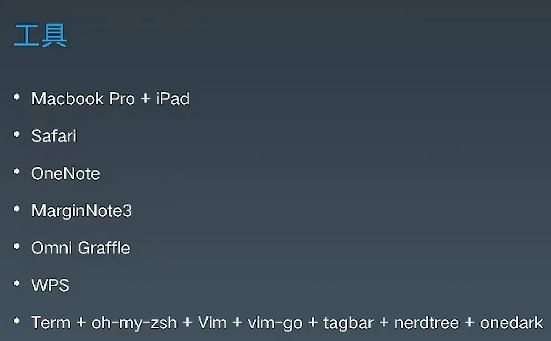 工具
• Macbook Pro + iPad
• Safari
• OneNote
• MarginNote3
• Omni Graffle
• WPS
• Term + oh-my-zsh + Vim + vim-go + tagbar + nerdtree + onedark